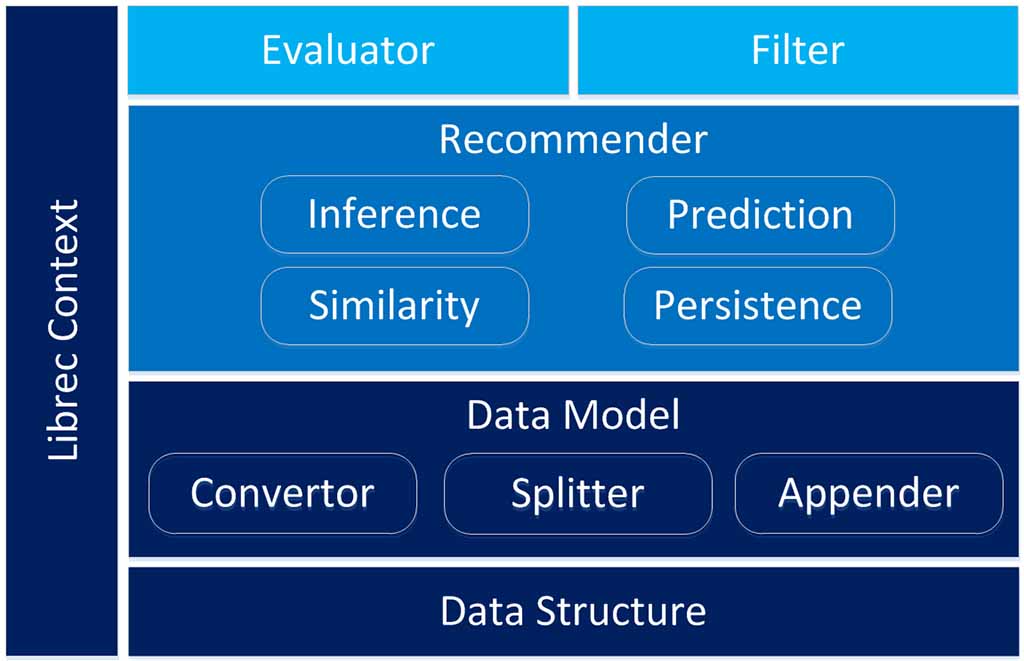 Librec Context
Evaluator
Filter
Recommender
Inference
Prediction
Similarity
Persistence
Data Model
Convertor
Splitter
Appender
Data Structure